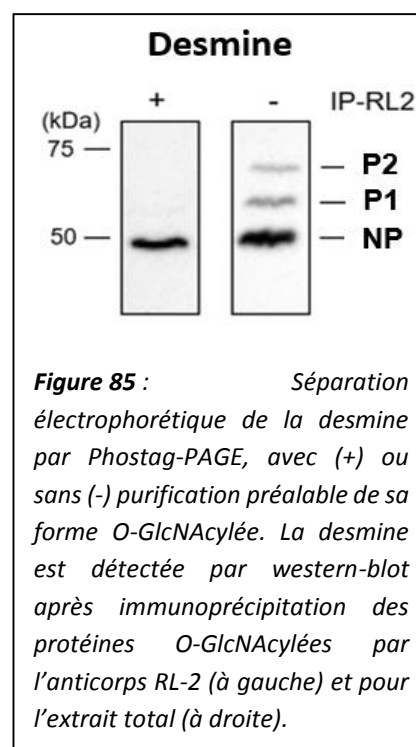 Desmine
+ - IP-RL2
(kDa)
75
P2
P1
50
NP
Figure 85 : Séparation
électrophorétique de la desmine
par Phostag-PAGE, avec (+) ou
sans (-) purification préalable de sa
forme O-GlcNAcylée. La desmine
est détectée par western-blot
après immunoprécipitation des
protéines O-GlcNAcylées par
l'anticorps RL-2 (à gauche) et pour
l'extrait total (à droite).